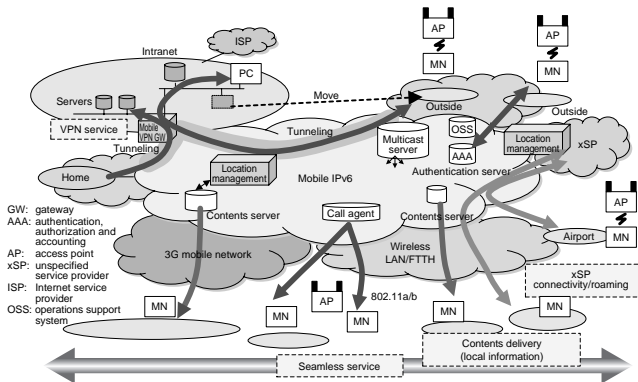 AP
AP
ISP
Intranet
PC
MN
MN
Move
Servers
Outside
Outside
VPN service
Mobile
VPN GW
Tunneling
Tunneling
Multicast
server
OSS
AAA
Location
management
xSP
Home
Location
management
Mobile IPv6
Authentication server
Contents server
Call agent
Contents server
AP
GW: gateway
AAA: authentication,
authorization and
accounting
AP: access point
xSP: unspecified
service provider
ISP: Internet service
provider
OSS: operations support
system
3G mobile network
Wireless
LAN/FTTH
Airport
MN
xSP
connectivity/roaming
AP
802.11a/b
MN
MN
MN
MN
MN
Contents delivery
(local information)
Seamless service